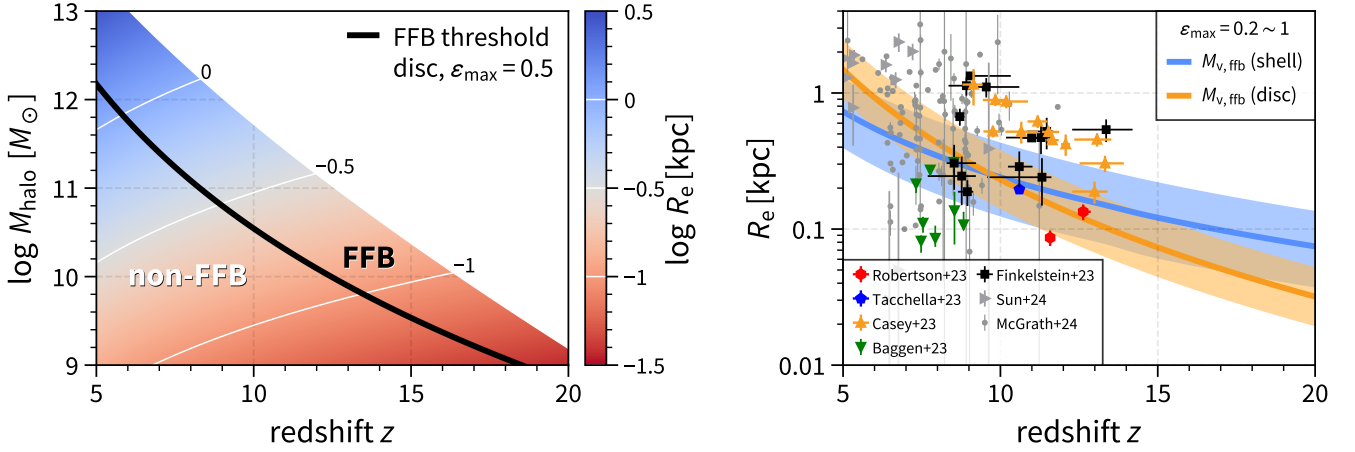 13
12
11
10
9
log M_halo [M_⊙]
5
10
15
20
redshift z
FFB threshold
disc, ε_max = 0.5
0
−0.5
−1
non-FFB
FFB
0.5
0
−0.5
−1
−1.5
log R_e [kpc]
1
0.1
0.01
R_e [kpc]
5
10
15
20
redshift z
ε_max = 0.2 ~ 1
M_v,ffb (shell)
M_v,ffb (disc)
Robertson+23
Tacchella+23
Casey+23
Baggen+23
Finkelstein+23
Sun+24
McGrath+24